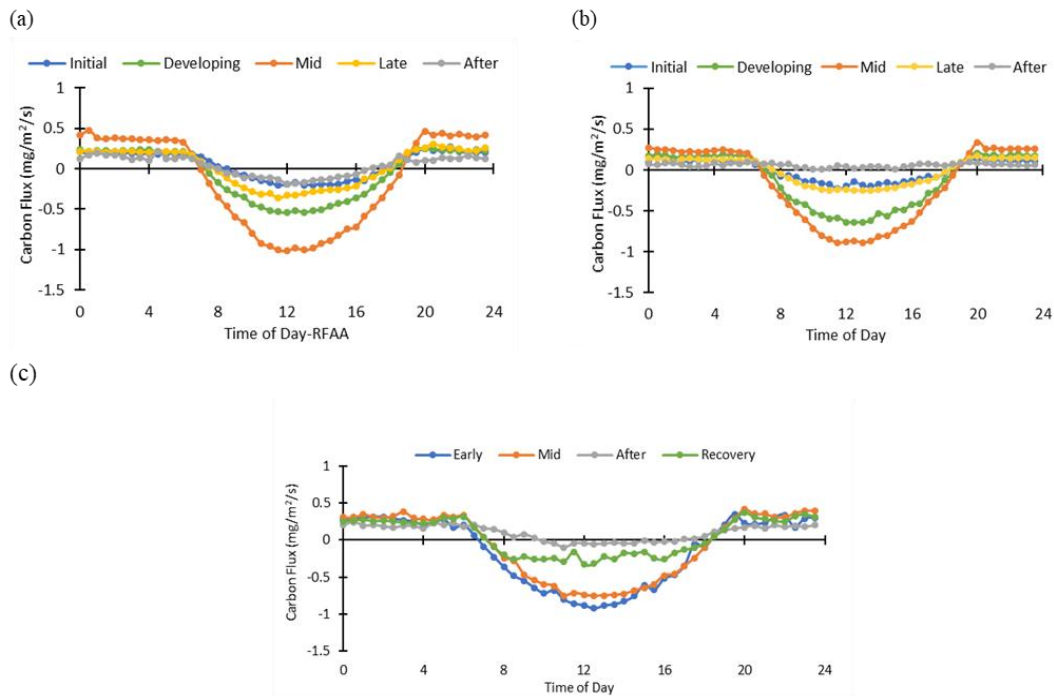 (a)
Initial Developing Mid Late After
Carbon Flux (mg/m²/s)
1
0.5
0
-0.5
-1
-1.5
0 4 8 12 16 20 24
Time of Day-RFAA
(b)
Initial Developing Mid Late After
Carbon Flux (mg/m²/s)
1
0.5
0
-0.5
-1
-1.5
0 4 8 12 16 20 24
Time of Day
(c)
Early Mid After Recovery
Carbon Flux (mg/m²/s)
1
0.5
0
-0.5
-1
-1.5
0 4 8 12 16 20 24
Time of Day